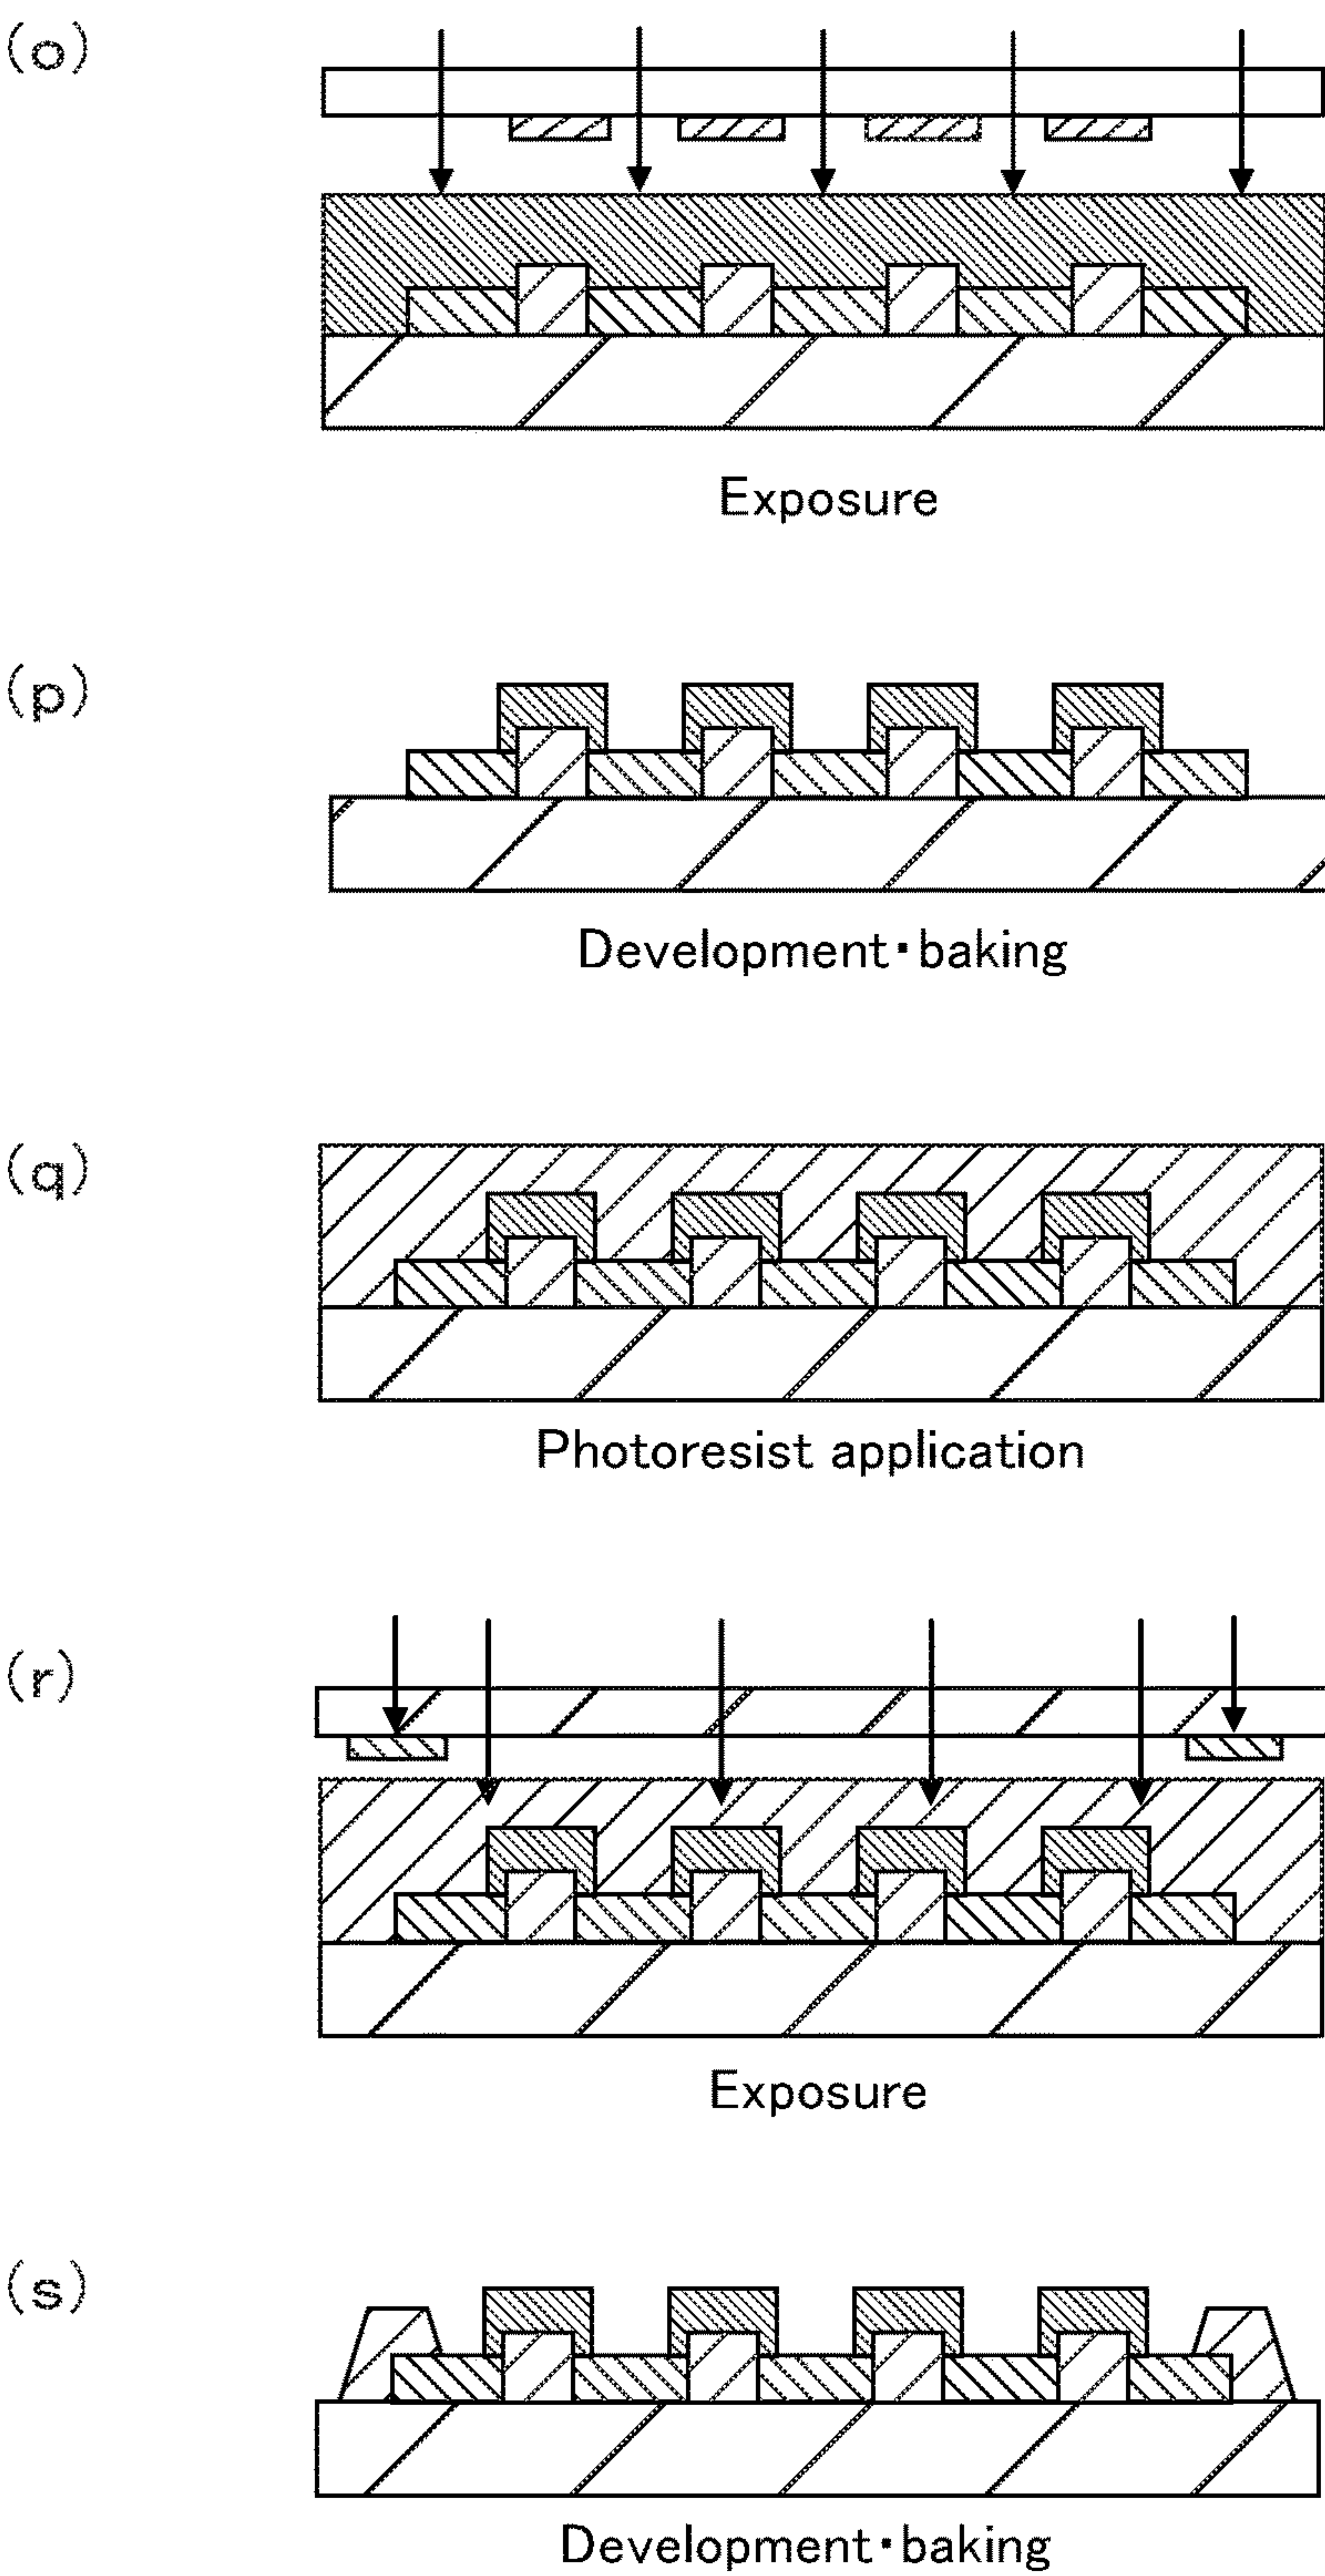 (o)
Exposure
(p)
Development▪baking
(q)
Photoresist application
(r)
Exposure
(s)
Development▪baking